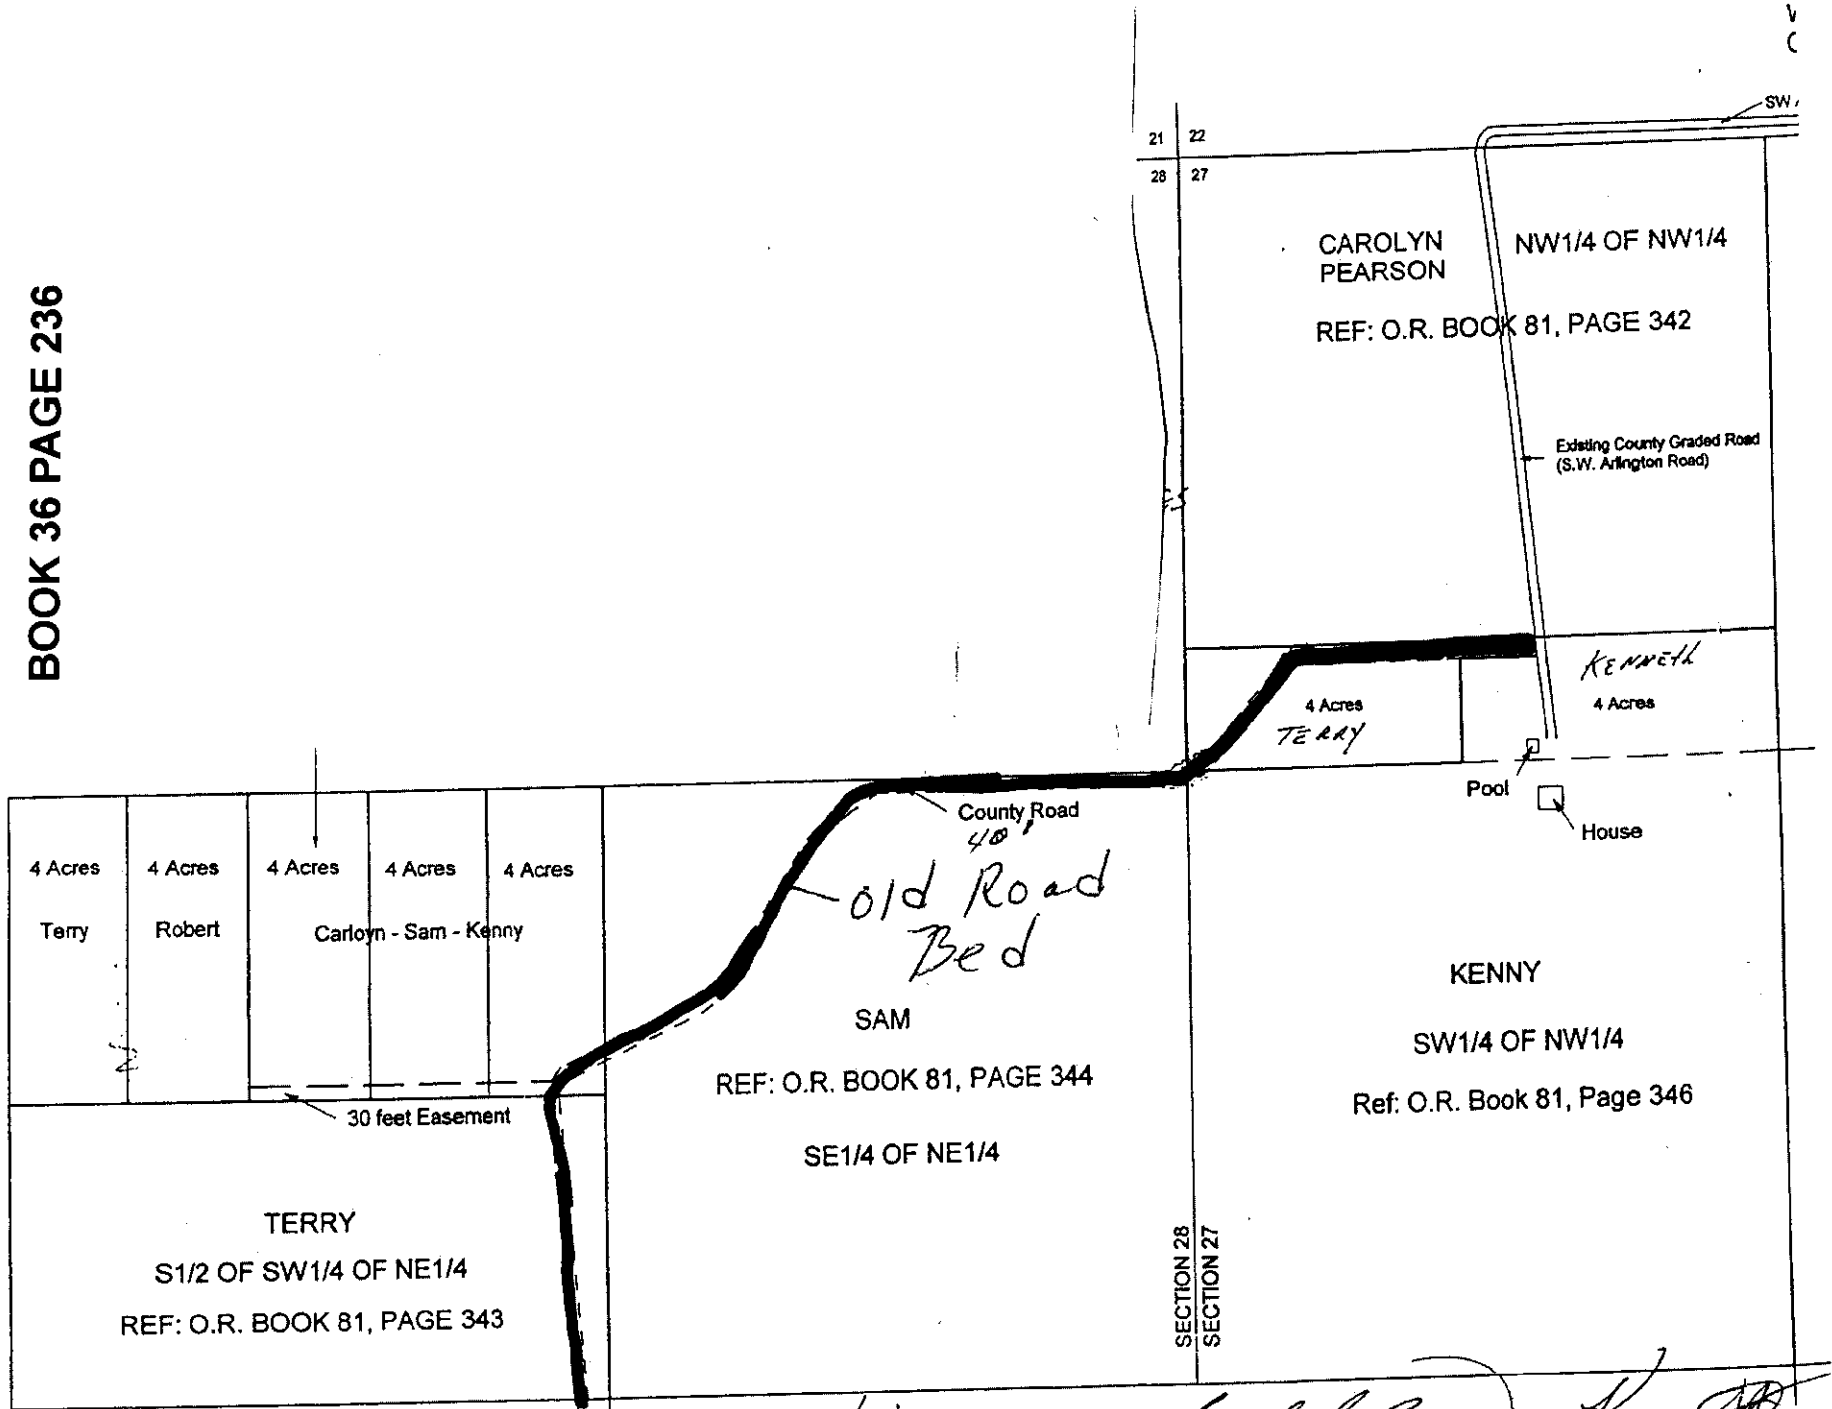 BOOK 36 PAGE 236
SW
21 22
28 27
CAROLYN
PEARSON
NW1/4 OF NW1/4
REF: O.R. BOOK 81, PAGE 342
Existing County Graded Road
(S.W. Arlington Road)
KENNETH
4 Acres
4 Acres
TERRY
Pool
House
County Road
40'
Old Road
Bed
4 Acres
4 Acres
4 Acres
4 Acres
4 Acres
Terry
Robert
Carloyn - Sam - Kenny
30 feet Easement
SAM
REF: O.R. BOOK 81, PAGE 344
SE1/4 OF NE1/4
KENNY
SW1/4 OF NW1/4
Ref: O.R. Book 81, Page 346
TERRY
S1/2 OF SW1/4 OF NE1/4
REF: O.R. BOOK 81, PAGE 343
SECTION 28
SECTION 27